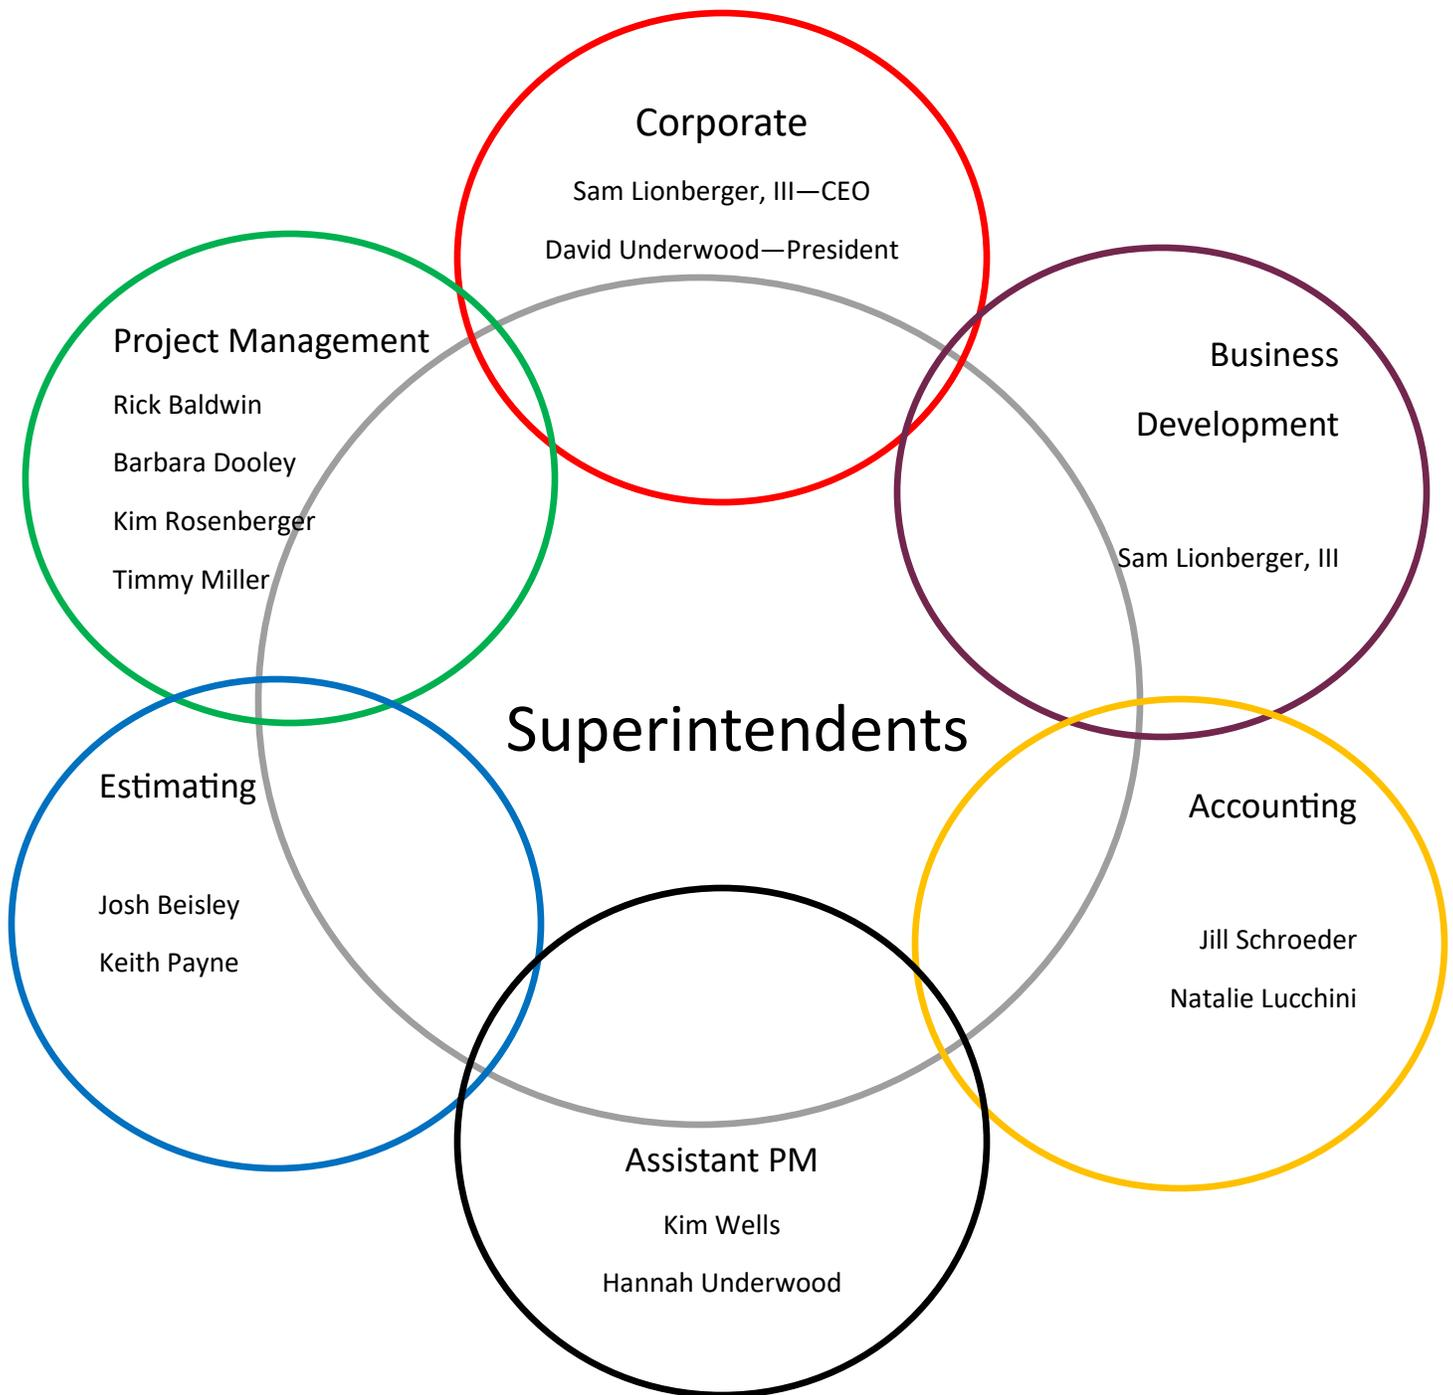 Corporate
Sam Lionberger, III—CEO
David Underwood—President
Project Management
Rick Baldwin
Barbara Dooley
Kim Rosenberger
Timmy Miller
Business
Development
Sam Lionberger, III
Superintendents
Estimating
Josh Beisley
Keith Payne
Accounting
Jill Schroeder
Natalie Lucchini
Assistant PM
Kim Wells
Hannah Underwood